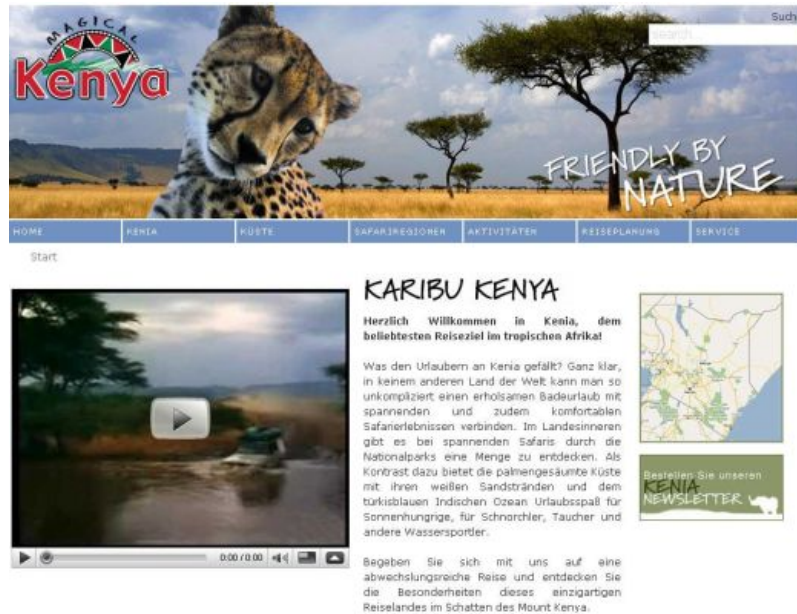 MAGICAL
Kenya
Such
search...
FRIENDLY BY
NATURE
HOME
KENIA
KÜSTE
SAFARIREGIONEN
AKTIVITÄTEN
REISEPLANUNG
SERVICE
Start
KARIBU KENYA
Herzlich Willkommen in Kenia, dem
beliebtesten Reiseziel im tropischen Afrika!
Was den Urlaubern an Kenia gefällt? Ganz klar,
in keinem anderen Land der Welt kann man so
unkompliziert einen erholsamen Badeurlaub mit
spannenden und zudem komfortablen
Safarierlebnissen verbinden. Im Landesinneren
gibt es bei spannenden Safaris durch die
Nationalparks eine Menge zu entdecken. Als
Kontrast dazu bietet die palmengesäumte Küste
mit ihren weißen Sandstränden und dem
türkisblauen Indischen Ozean Urlaubsspaß für
Sonnenhungrige, für Schnorchler, Taucher und
andere Wassersportler.
Begeben Sie sich mit uns auf eine
abwechslungsreiche Reise und entdecken Sie
die Besonderheiten dieses einzigartigen
Reiselandes im Schatten des Mount Kenya.
0:00 / 0:00
Bestellen Sie unseren
KENIA
NEWSLETTER